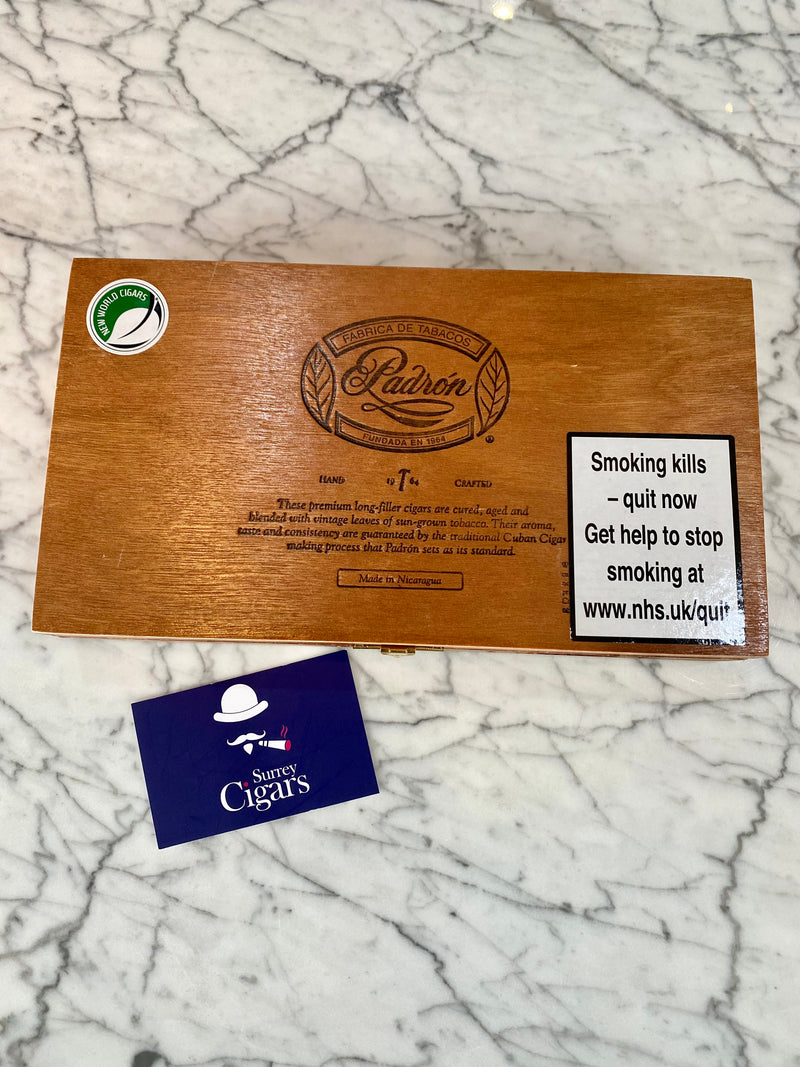 NEW WORLD CIGARS
FABRICA DE TABACOS
Padrón
FUNDADA EN 1964
HAND 19 64 CRAFTED
These premium long-filler cigars are cured, aged and
blended with vintage leaves of sun-grown tobacco. Their aroma,
taste and consistency are guaranteed by the traditional Cuban Cigar
making process that Padrón sets as its standard.
Made in Nicaragua
Smoking kills
– quit now
Get help to stop
smoking at
www.nhs.uk/quit
Surrey
Cigars